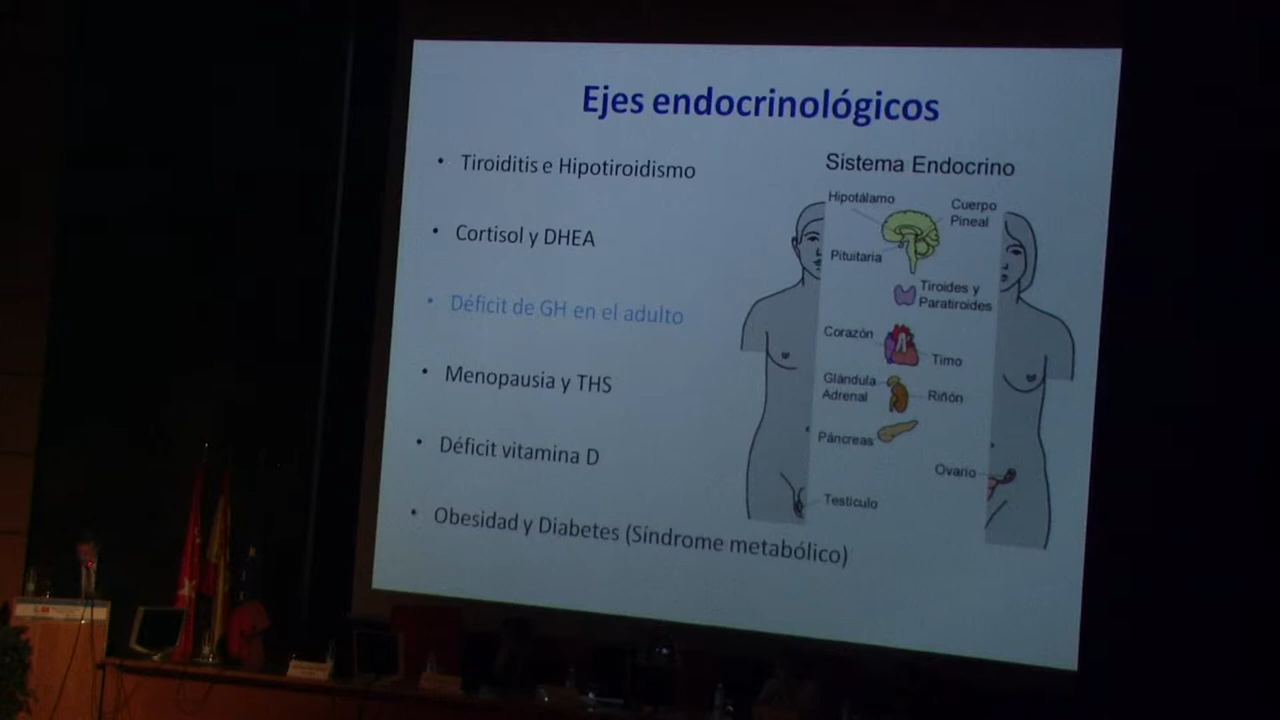 Ejes endocrinológicos
• Tiroiditis e Hipotiroidismo
• Cortisol y DHEA
• Déficit de GH en el adulto
• Menopausia y THS
• Déficit vitamina D
• Obesidad y Diabetes (Síndrome metabólico)
Sistema Endocrino
Hipotálamo
Cuerpo
Pineal
Pituitaria
Tiroides y
Paratiroides
Corazón
Timo
Glándula
Adrenal
Riñón
Páncreas
Ovario
Testículo